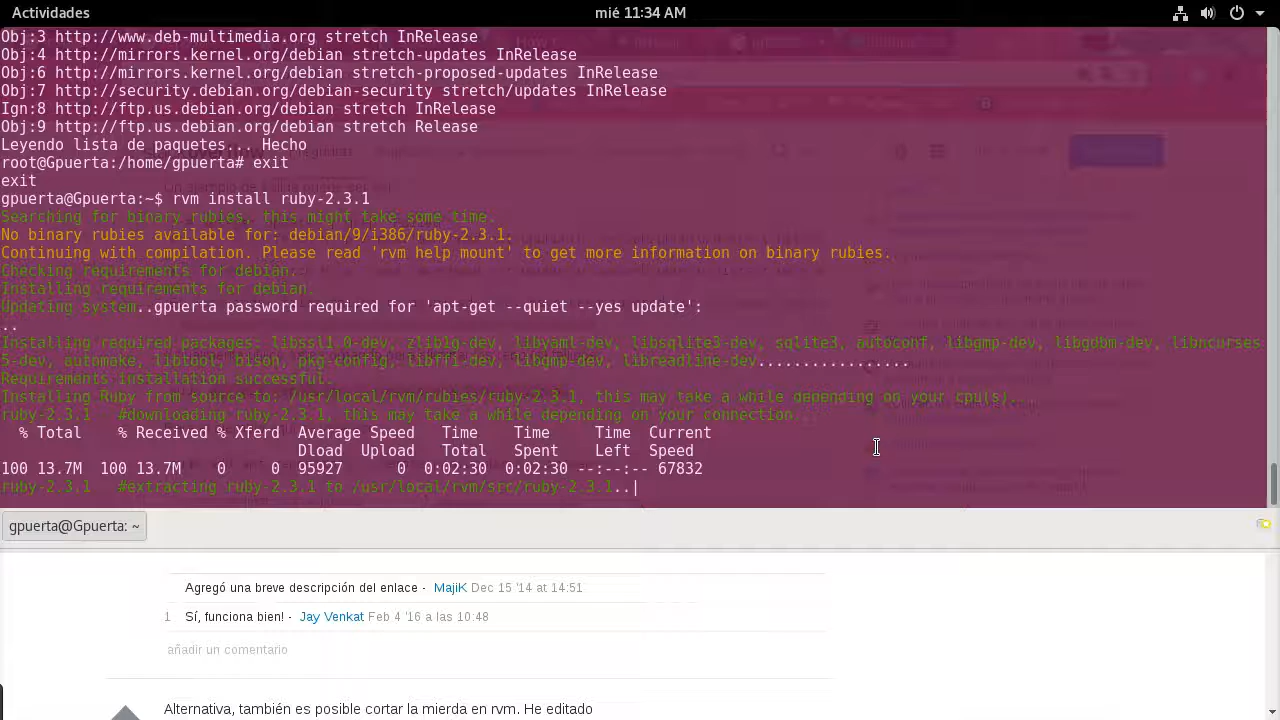 Actividades
mié 11:34 AM
Obj:3 http://www.deb-multimedia.org stretch InRelease
Obj:4 http://mirrors.kernel.org/debian stretch-updates InRelease
Obj:6 http://mirrors.kernel.org/debian stretch-proposed-updates InRelease
Obj:7 http://security.debian.org/debian-security stretch/updates InRelease
Ign:8 http://ftp.us.debian.org/debian stretch InRelease
Obj:9 http://ftp.us.debian.org/debian stretch Release
Leyendo lista de paquetes... Hecho
root@Gpuerta:/home/gpuerta# exit
exit
gpuerta@Gpuerta:~$ rvm install ruby-2.3.1
Searching for binary rubies, this might take some time.
No binary rubies available for: debian/9/i386/ruby-2.3.1.
Continuing with compilation. Please read 'rvm help mount' to get more information on binary rubies.
Checking requirements for debian.
Installing requirements for debian.
Updating system..gpuerta password required for 'apt-get --quiet --yes update':
..
Installing required packages: libssl1.0-dev, zlib1g-dev, libyaml-dev, libsqlite3-dev, sqlite3, autoconf, libgmp-dev, libgdbm-dev, libncurses
5-dev, automake, libtool, bison, pkg-config, libffi-dev, libgmp-dev, libreadline-dev.................
Requirements installation successful.
Installing Ruby from source to: /usr/local/rvm/rubies/ruby-2.3.1, this may take a while depending on your cpu(s)...
ruby-2.3.1   #downloading ruby-2.3.1, this may take a while depending on your connection...
  % Total    % Received % Xferd  Average Speed   Time    Time     Time  Current
                                 Dload  Upload   Total   Spent    Left  Speed
100 13.7M  100 13.7M    0     0  95927      0  0:02:30  0:02:30 --:--:-- 67832
ruby-2.3.1   #extracting ruby-2.3.1 to /usr/local/rvm/src/ruby-2.3.1..|
gpuerta@Gpuerta: ~
Agregó una breve descripción del enlace - MajiK Dec 15 '14 at 14:51
1 Sí, funciona bien! - Jay Venkat Feb 4 '16 a las 10:48
añadir un comentario
Alternativa, también es posible cortar la mierda en rvm. He editado